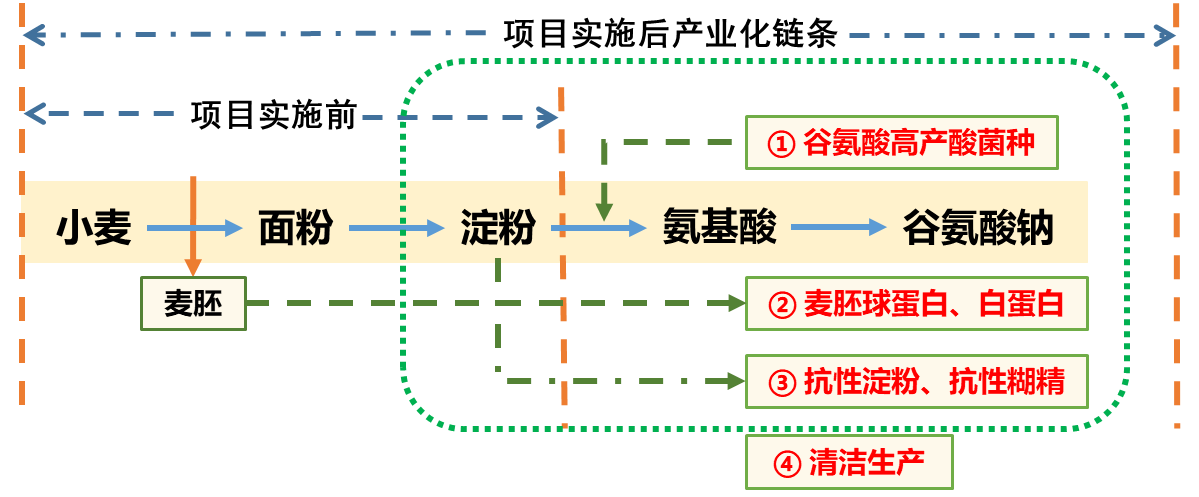 项目实施后产业化链条
项目实施前
① 谷氨酸高产酸菌种
小麦 面粉 淀粉 氨基酸 谷氨酸钠
麦胚
② 麦胚球蛋白、白蛋白
③ 抗性淀粉、抗性糊精
④ 清洁生产